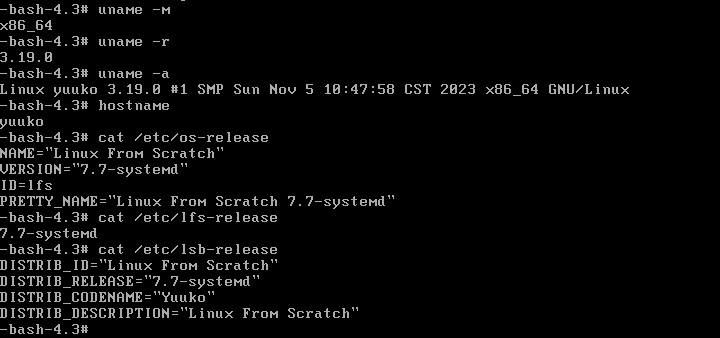 -bash-4.3# uname -m
x86_64
-bash-4.3# uname -r
3.19.0
-bash-4.3# uname -a
Linux yuuko 3.19.0 #1 SMP Sun Nov 5 10:47:58 CST 2023 x86_64 GNU/Linux
-bash-4.3# hostname
yuuko
-bash-4.3# cat /etc/os-release
NAME="Linux From Scratch"
VERSION="7.7-systemd"
ID=lfs
PRETTY_NAME="Linux From Scratch 7.7-systemd"
-bash-4.3# cat /etc/lfs-release
7.7-systemd
-bash-4.3# cat /etc/lsb-release
DISTRIB_ID="Linux From Scratch"
DISTRIB_RELEASE="7.7-systemd"
DISTRIB_CODENAME="Yuuko"
DISTRIB_DESCRIPTION="Linux From Scratch"
-bash-4.3#